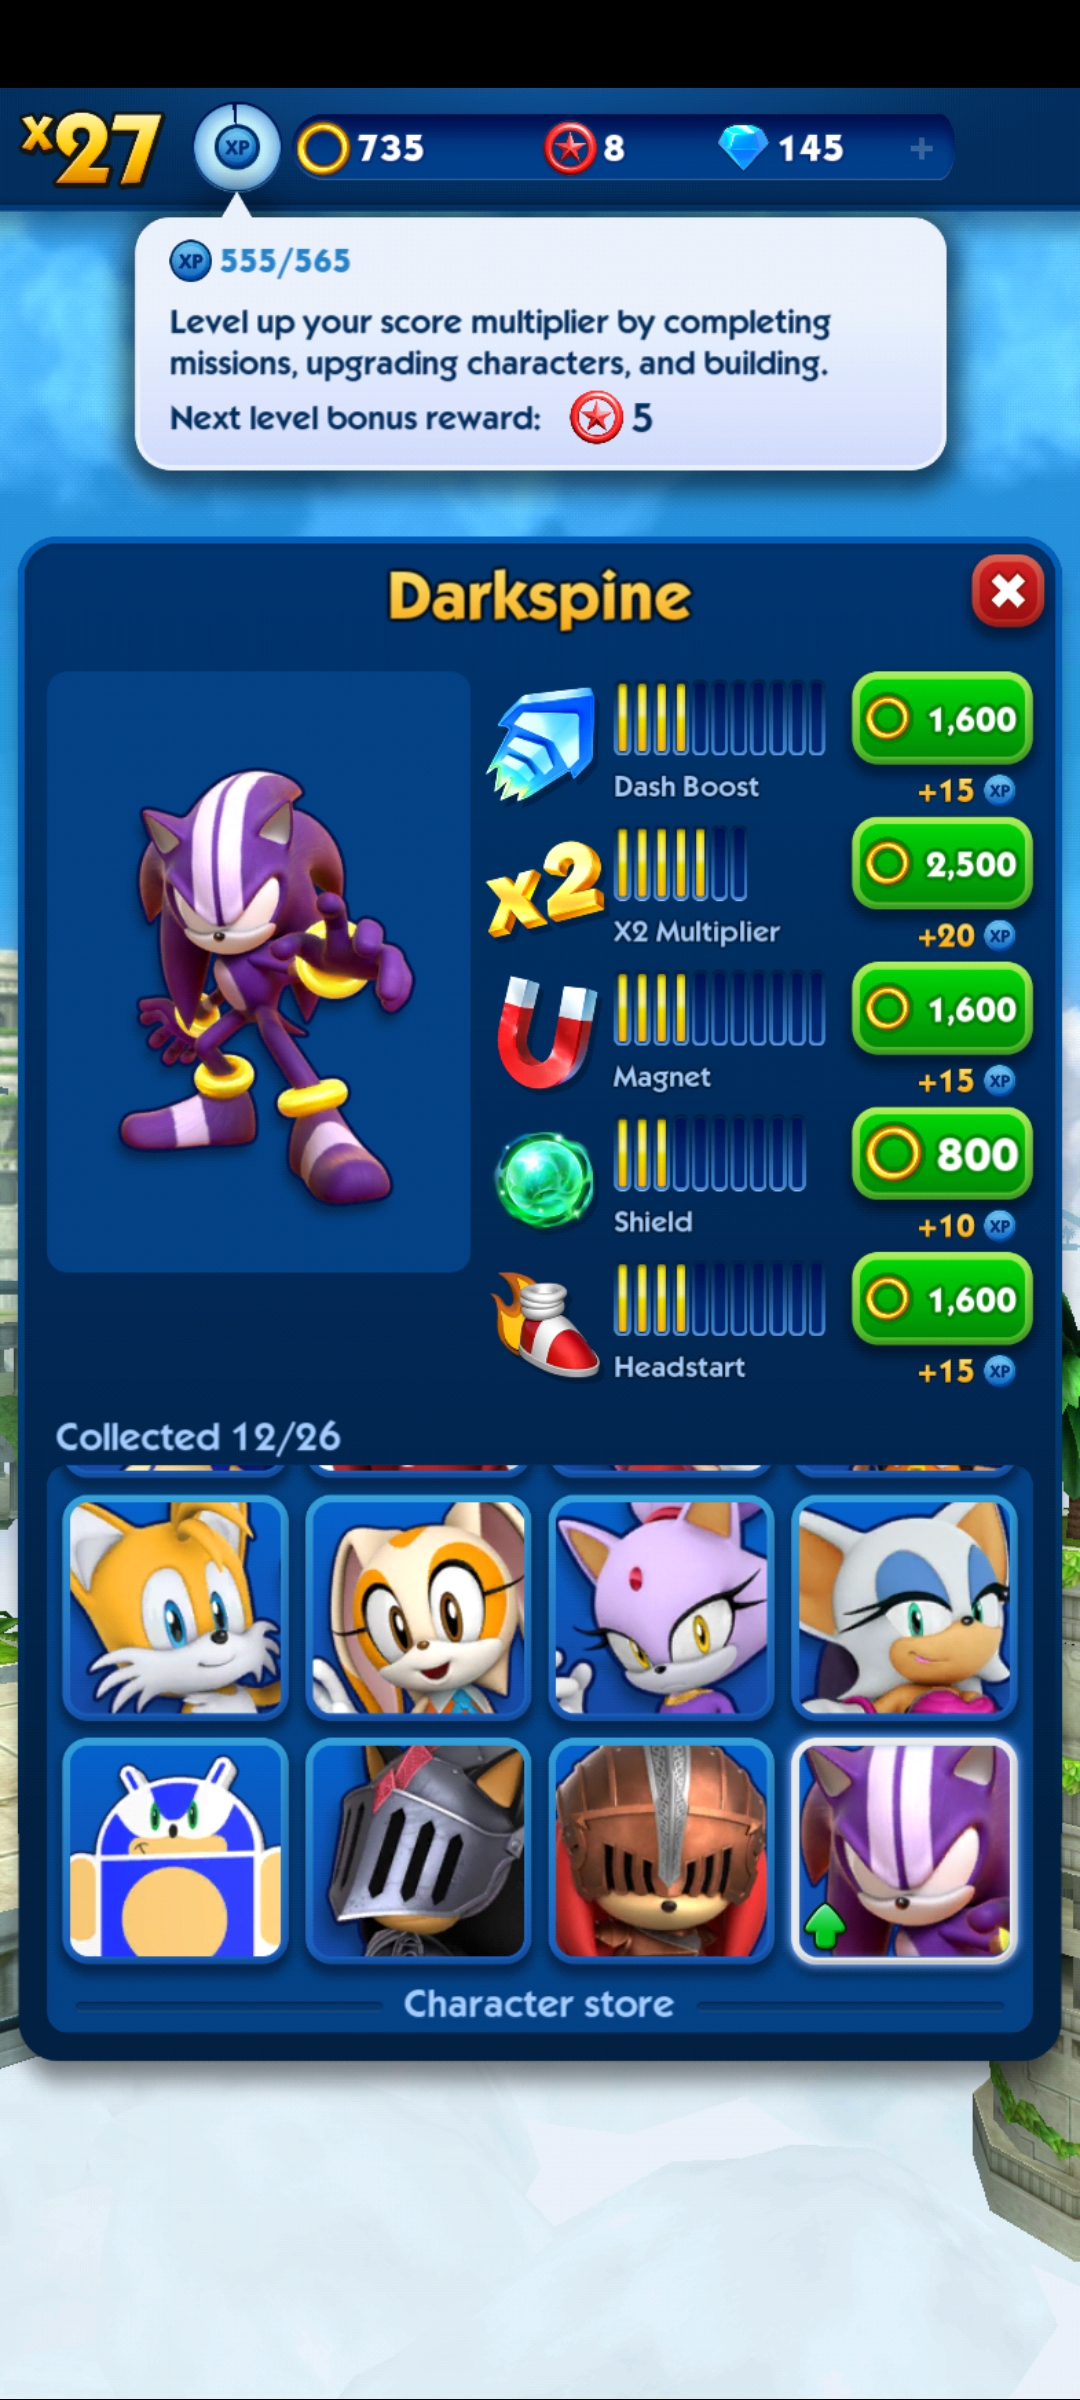 x27 XP 735 8 145 +
XP 555/565
Level up your score multiplier by completing
missions, upgrading characters, and building.
Next level bonus reward: 5
Darkspine
1,600
Dash Boost +15 XP
x2 2,500
X2 Multiplier +20 XP
1,600
Magnet +15 XP
800
Shield +10 XP
1,600
Headstart +15 XP
Collected 12/26
Character store